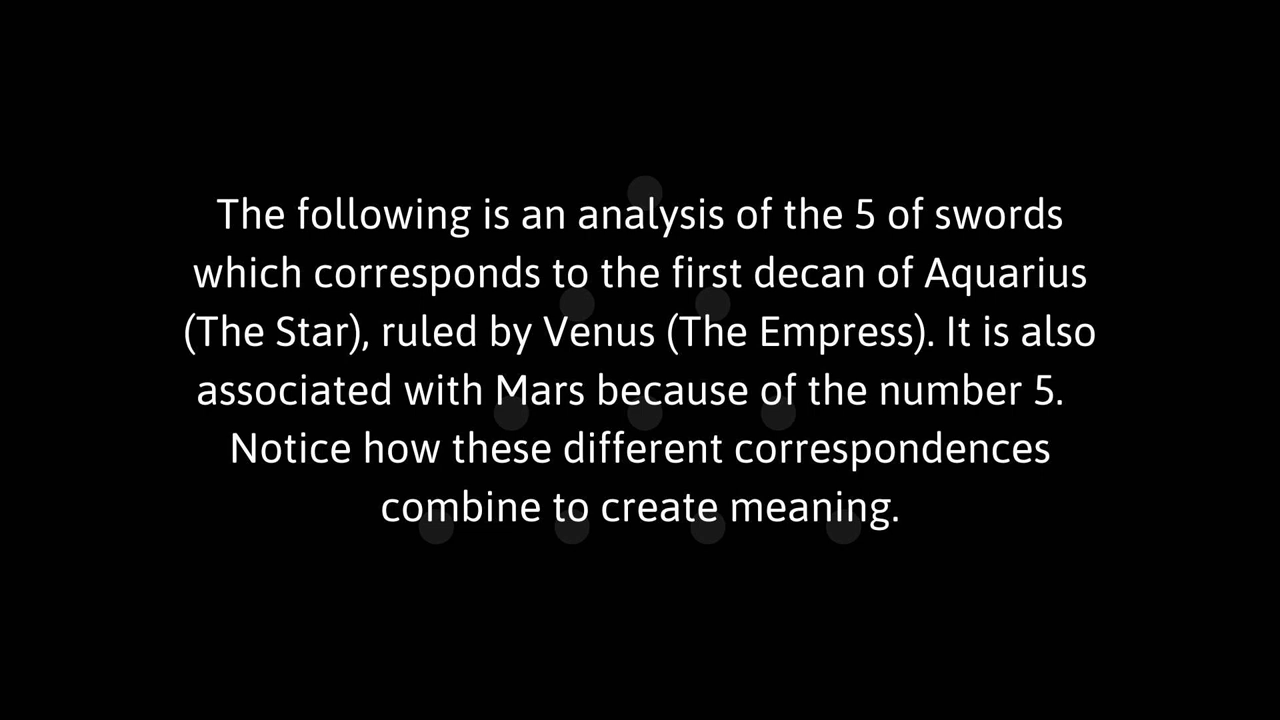 The following is an analysis of the 5 of swords
which corresponds to the first decan of Aquarius
(The Star), ruled by Venus (The Empress). It is also
associated with Mars because of the number 5.
Notice how these different correspondences
combine to create meaning.